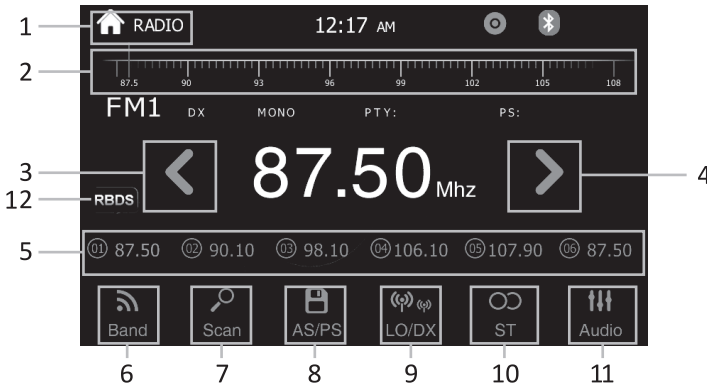 1 RADIO 12:17 AM
2
87.5 90 93 96 99 102 105 108
FM1 DX MONO PTY: PS:
3 87.50 Mhz 4
12 RBDS
5 01 87.50 02 90.10 03 98.10 04 106.10 05 107.90 06 87.50
Band Scan AS/PS LO/DX ST Audio
6 7 8 9 10 11